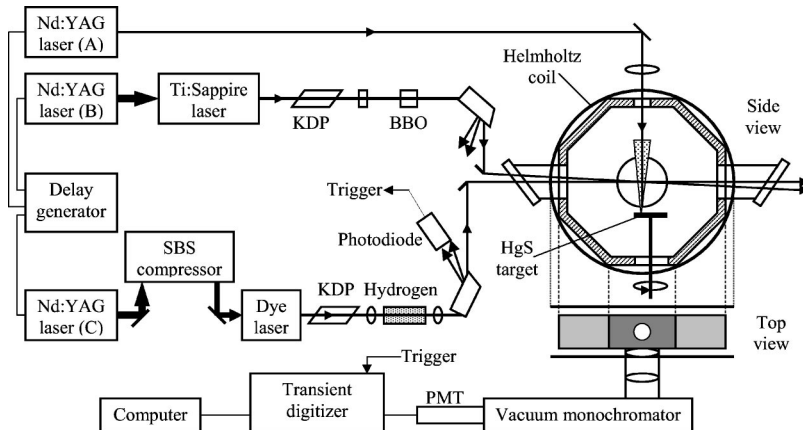 Nd:YAG
laser (A)
Helmholtz
coil
Nd:YAG
laser (B)
Ti:Sappire
laser
KDP
BBO
Side
view
Delay
generator
Trigger
Photodiode
HgS
target
SBS
compressor
Nd:YAG
laser (C)
Dye
laser
KDP
Hydrogen
Top
view
Trigger
Computer
Transient
digitizer
PMT
Vacuum monochromator